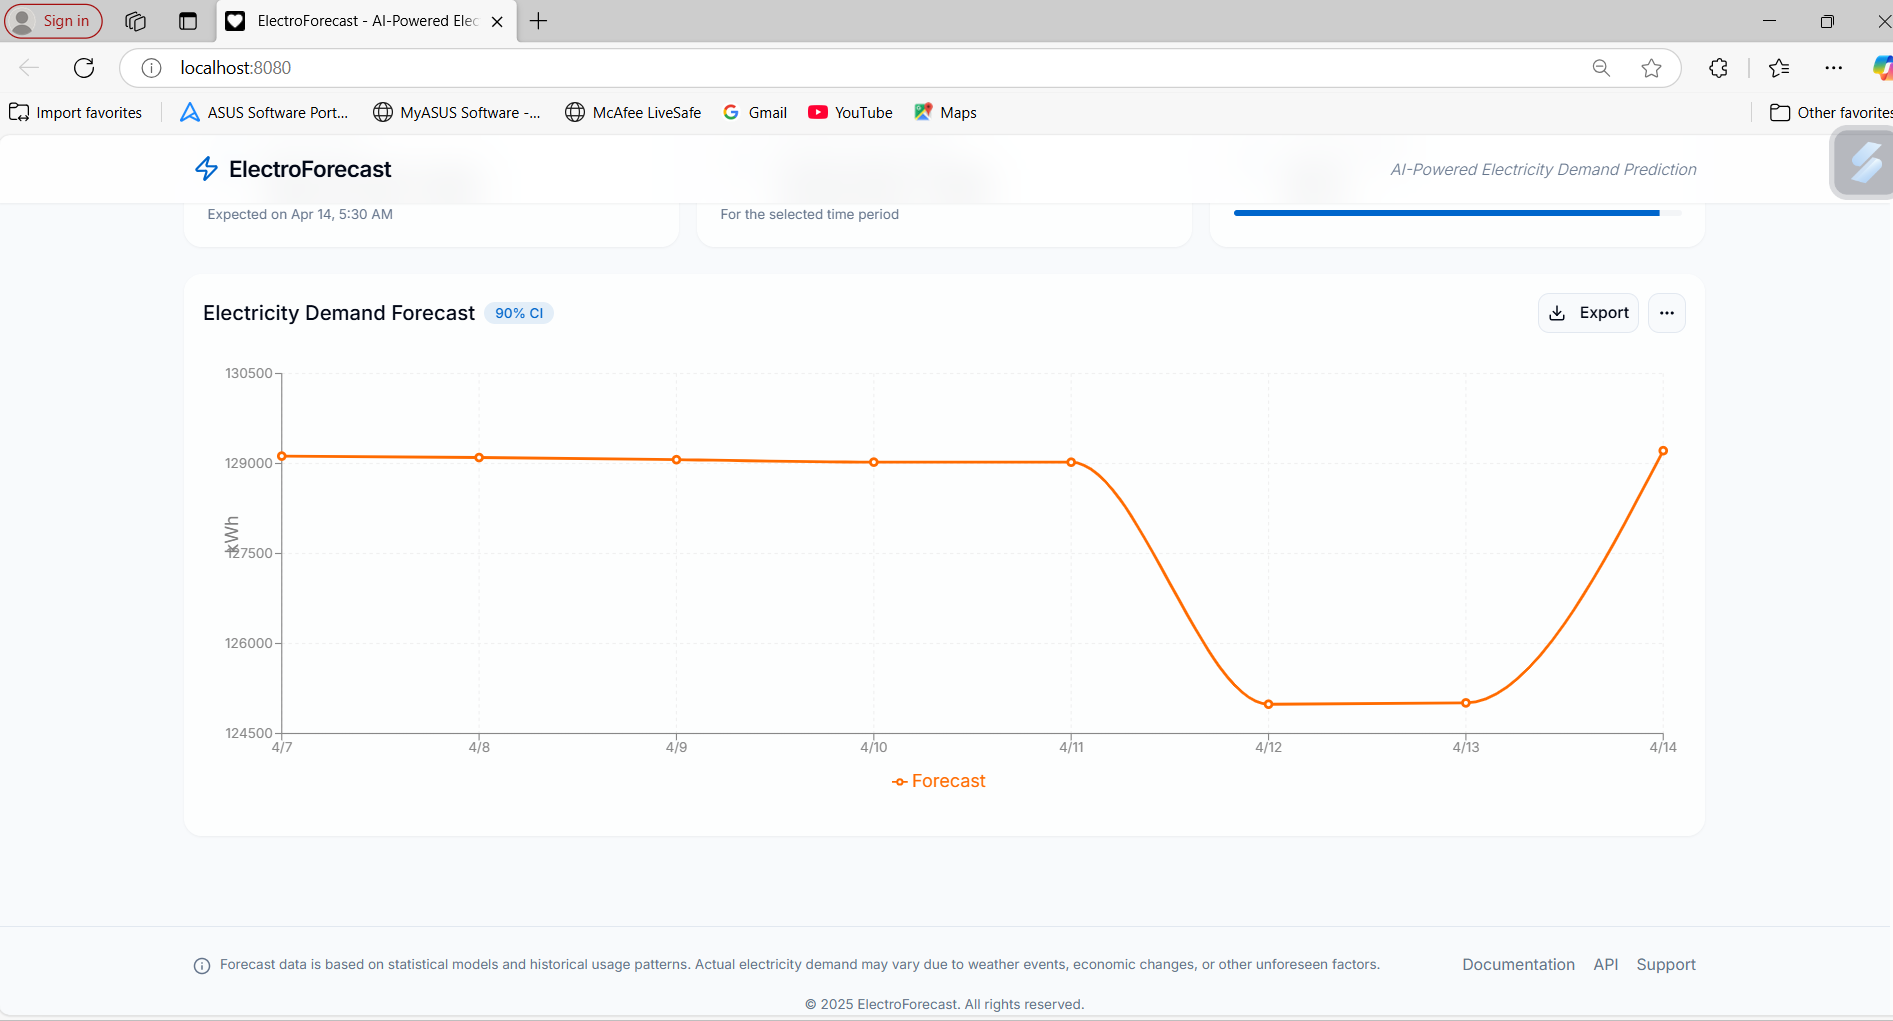 Sign in
ElectroForecast - AI-Powered Elec
localhost:8080
Import favorites
ASUS Software Port...
MyASUS Software -...
McAfee LiveSafe
Gmail
YouTube
Maps
Other favorites
ElectroForecast
AI-Powered Electricity Demand Prediction
Expected on Apr 14, 5:30 AM
For the selected time period
Electricity Demand Forecast
90% CI
Export
130500
129000
kWh
127500
126000
124500
4/7 4/8 4/9 4/10 4/11 4/12 4/13 4/14
Forecast
Forecast data is based on statistical models and historical usage patterns. Actual electricity demand may vary due to weather events, economic changes, or other unforeseen factors.
Documentation API Support
© 2025 ElectroForecast. All rights reserved.